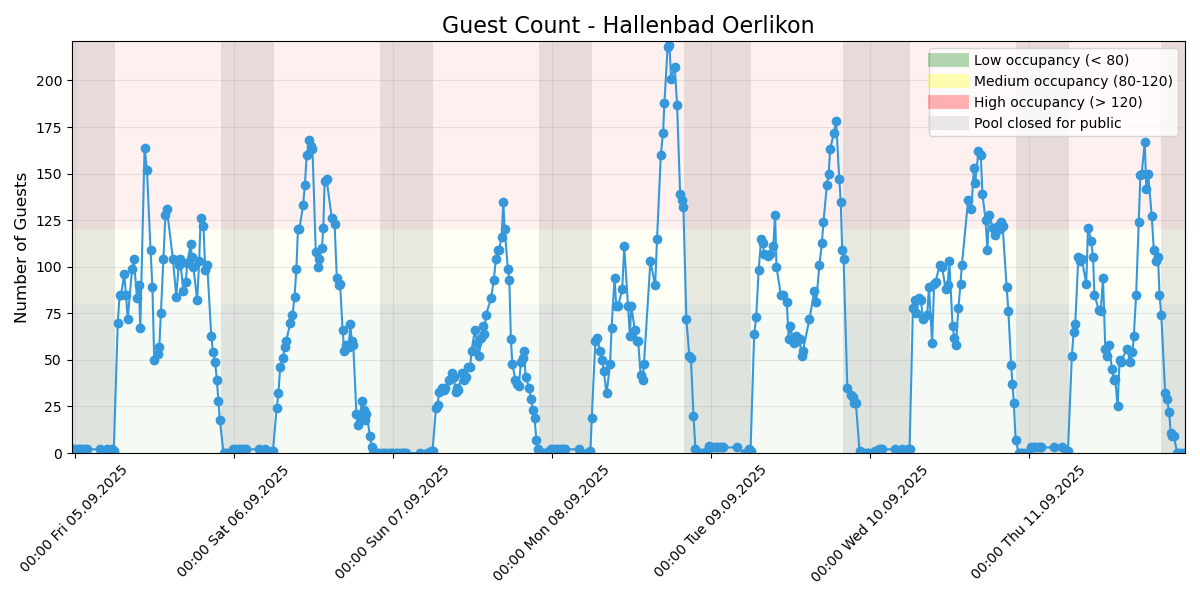 Guest Count - Hallenbad Oerlikon
Number of Guests
200
175
150
125
100
75
50
25
0
Low occupancy (< 80)
Medium occupancy (80-120)
High occupancy (> 120)
Pool closed for public
00:00 Fri 05.09.2025
00:00 Sat 06.09.2025
00:00 Sun 07.09.2025
00:00 Mon 08.09.2025
00:00 Tue 09.09.2025
00:00 Wed 10.09.2025
00:00 Thu 11.09.2025